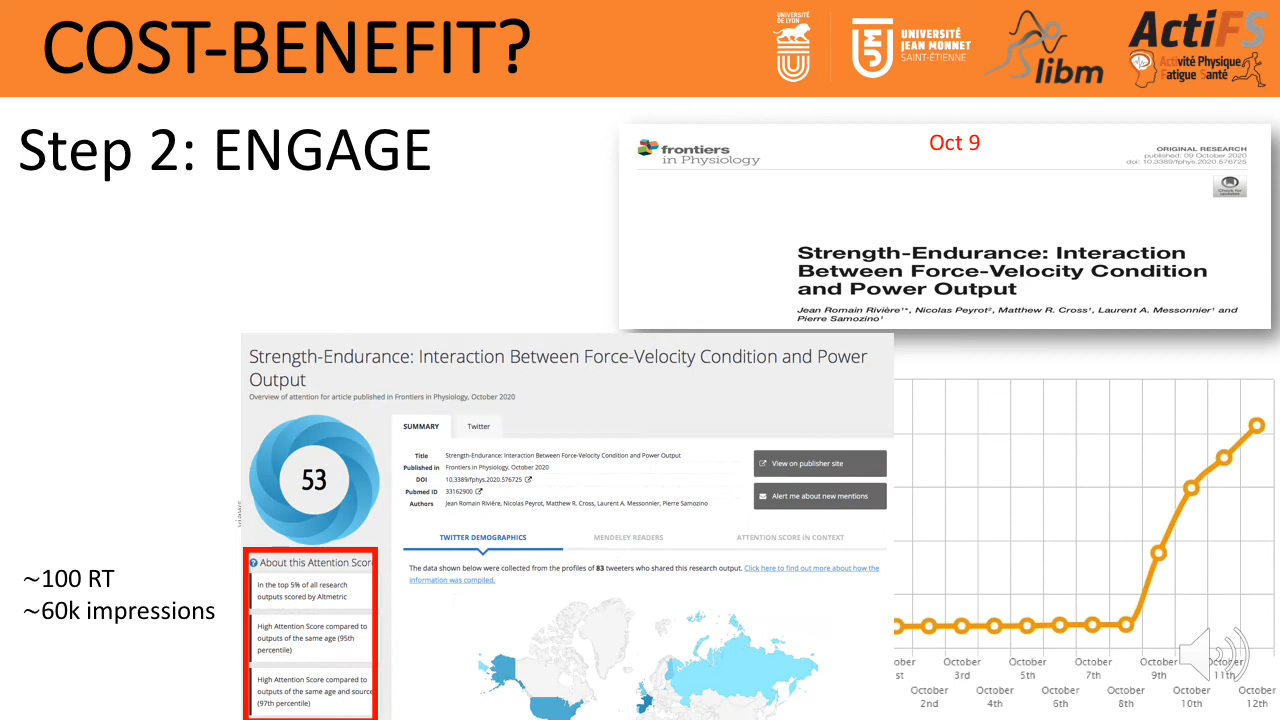 COST-BENEFIT?
UNIVERSITÉ
DE LYON
UNIVERSITÉ
JEAN MONNET
SAINT-ÉTIENNE
libm
ActiFS
Activité Physique
Fatigue Santé
Step 2: ENGAGE
Oct 9
frontiers
in Physiology
ORIGINAL RESEARCH
published: 09 October 2020
doi: 10.3389/fphys.2020.576725
Check for
updates
Strength-Endurance: Interaction
Between Force-Velocity Condition
and Power Output
Jean Romain Rivière¹*, Nicolas Peyrot², Matthew R. Cross¹, Laurent A. Messonnier¹ and
Pierre Samozino¹
Strength-Endurance: Interaction Between Force-Velocity Condition and Power
Output
Overview of attention for article published in Frontiers in Physiology, October 2020
53
SUMMARY
Twitter
Title Strength-Endurance: Interaction Between Force-Velocity Condition and Power Output
Published in Frontiers in Physiology, October 2020
DOI 10.3389/fphys.2020.576725
Pubmed ID 33162900
Authors Jean Romain Rivière, Nicolas Peyrot, Matthew R. Cross, Laurent A. Messonnier, Pierre Samozino
View on publisher site
Alert me about new mentions
TWITTER DEMOGRAPHICS
MENDELEY READERS
ATTENTION SCORE IN CONTEXT
The data shown below were collected from the profiles of 83 tweeters who shared this research output. Click here to find out more about how the
information was compiled.
? About this Attention Scor
In the top 5% of all research
outputs scored by Altmetric
High Attention Score compared to
outputs of the same age (95th
percentile)
High Attention Score compared to
outputs of the same age and source
(97th percentile)
~100 RT
~60k impressions
Views
ober
st
October
2nd
October
3rd
October
4th
October
5th
October
6th
October
7th
October
8th
October
9th
October
10th
October
11th
October
12th